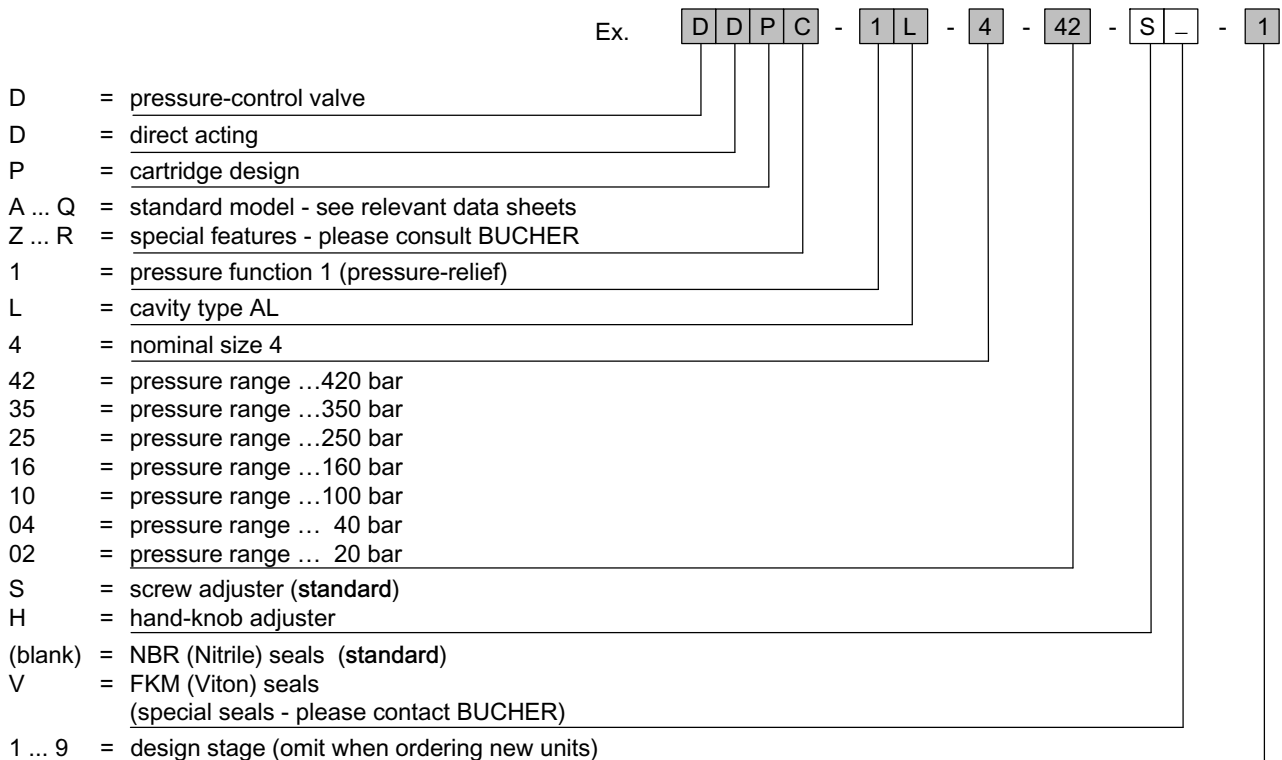 Ex. D D P C - 1 L - 4 - 42 - S _ - 1
D = pressure-control valve
D = direct acting
P = cartridge design
A ... Q = standard model - see relevant data sheets
Z ... R = special features - please consult BUCHER
1 = pressure function 1 (pressure-relief)
L = cavity type AL
4 = nominal size 4
42 = pressure range …420 bar
35 = pressure range …350 bar
25 = pressure range …250 bar
16 = pressure range …160 bar
10 = pressure range …100 bar
04 = pressure range … 40 bar
02 = pressure range … 20 bar
S = screw adjuster (standard)
H = hand-knob adjuster
(blank) = NBR (Nitrile) seals (standard)
V = FKM (Viton) seals
(special seals - please contact BUCHER)
1 ... 9 = design stage (omit when ordering new units)